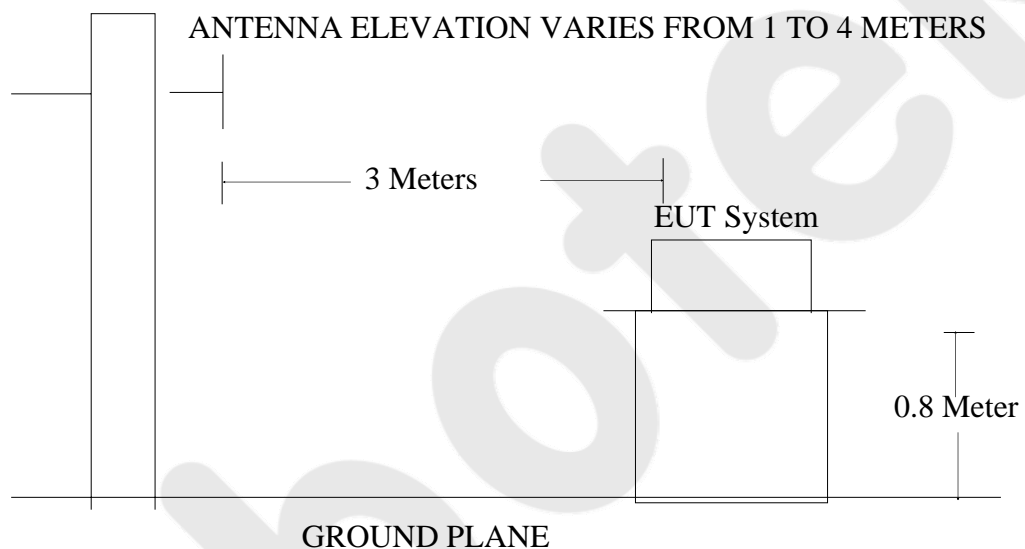 ANTENNA ELEVATION VARIES FROM 1 TO 4 METERS
3 Meters
EUT System
0.8 Meter
GROUND PLANE